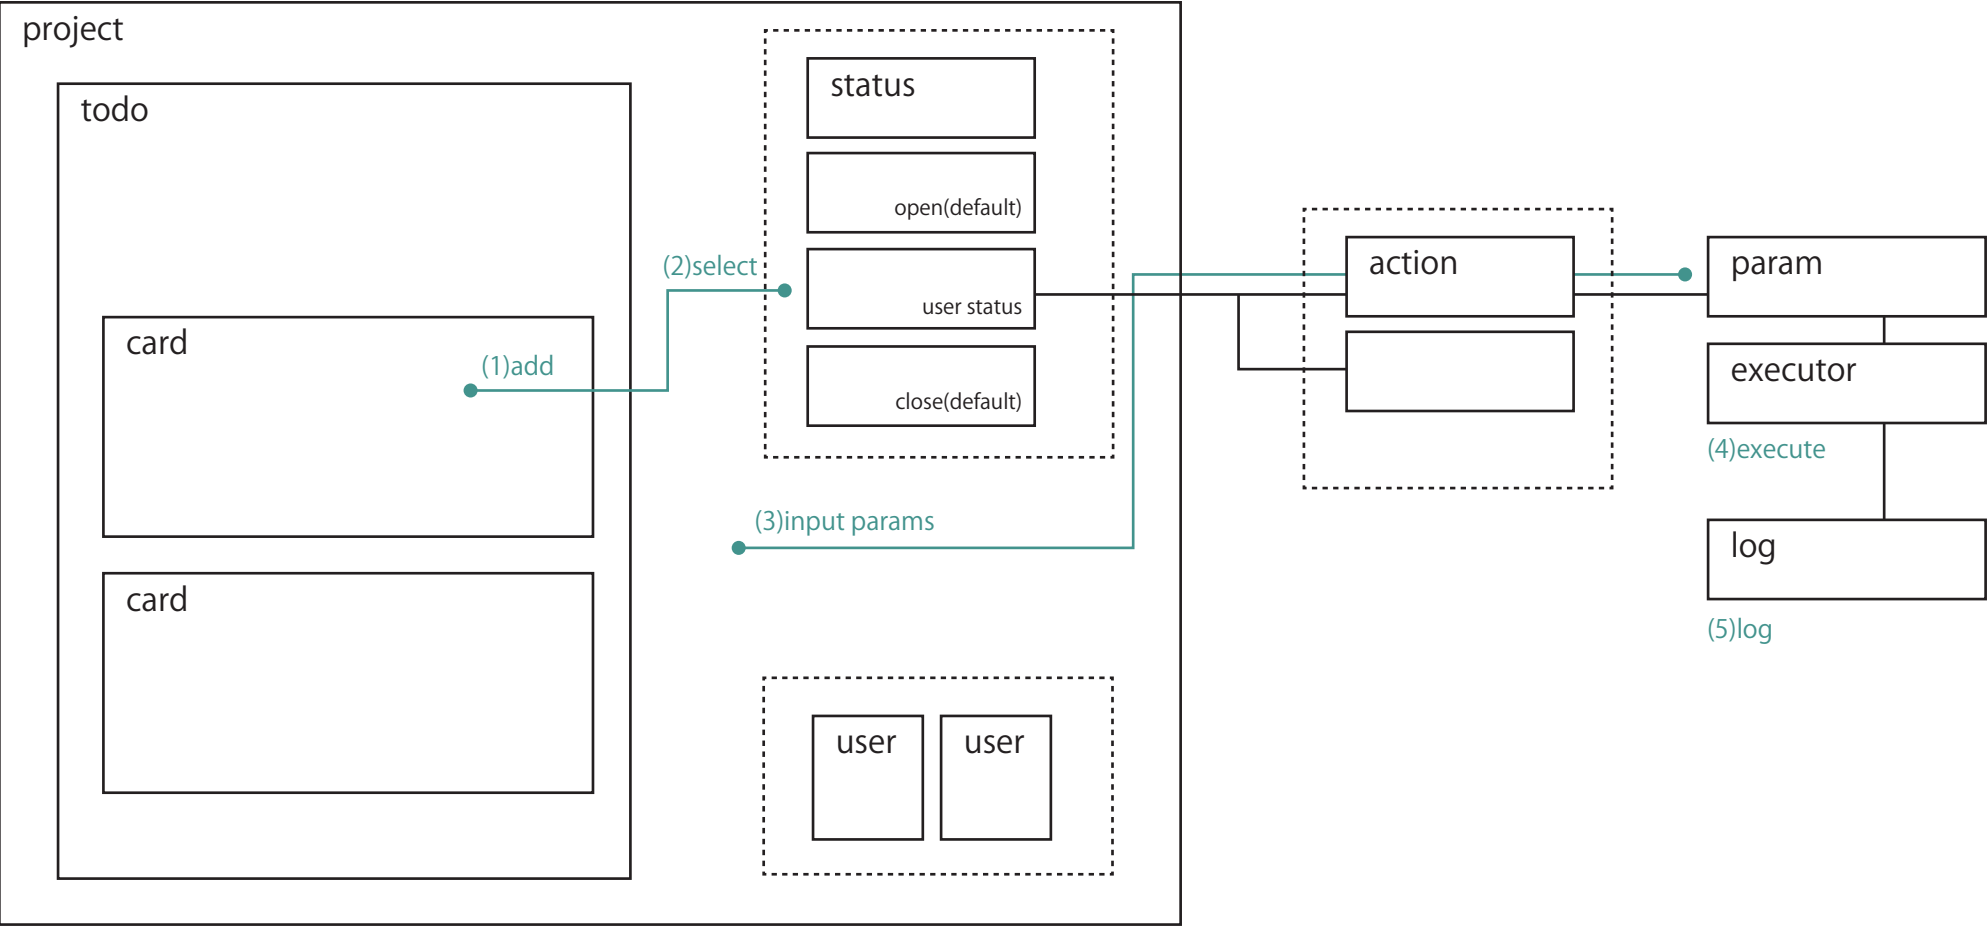 project
todo
card
(1)add
card
(2)select
status
open(default)
user status
close(default)
(3)input params
user
user
action
param
executor
(4)execute
log
(5)log